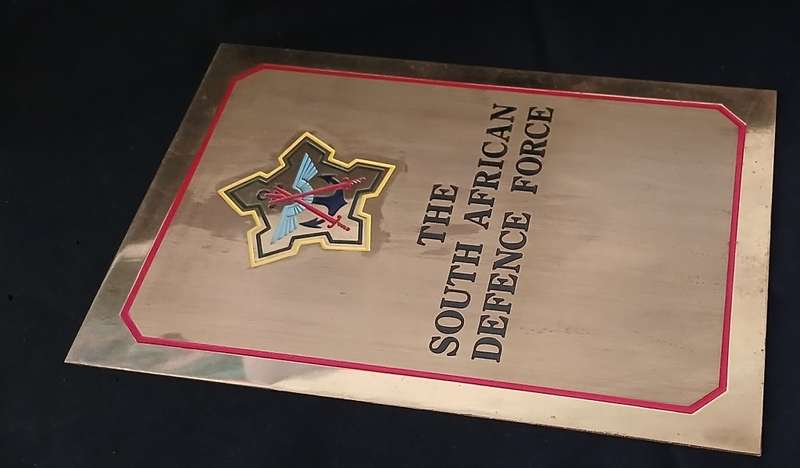 THE
SOUTH AFRICAN
DEFENCE FORCE